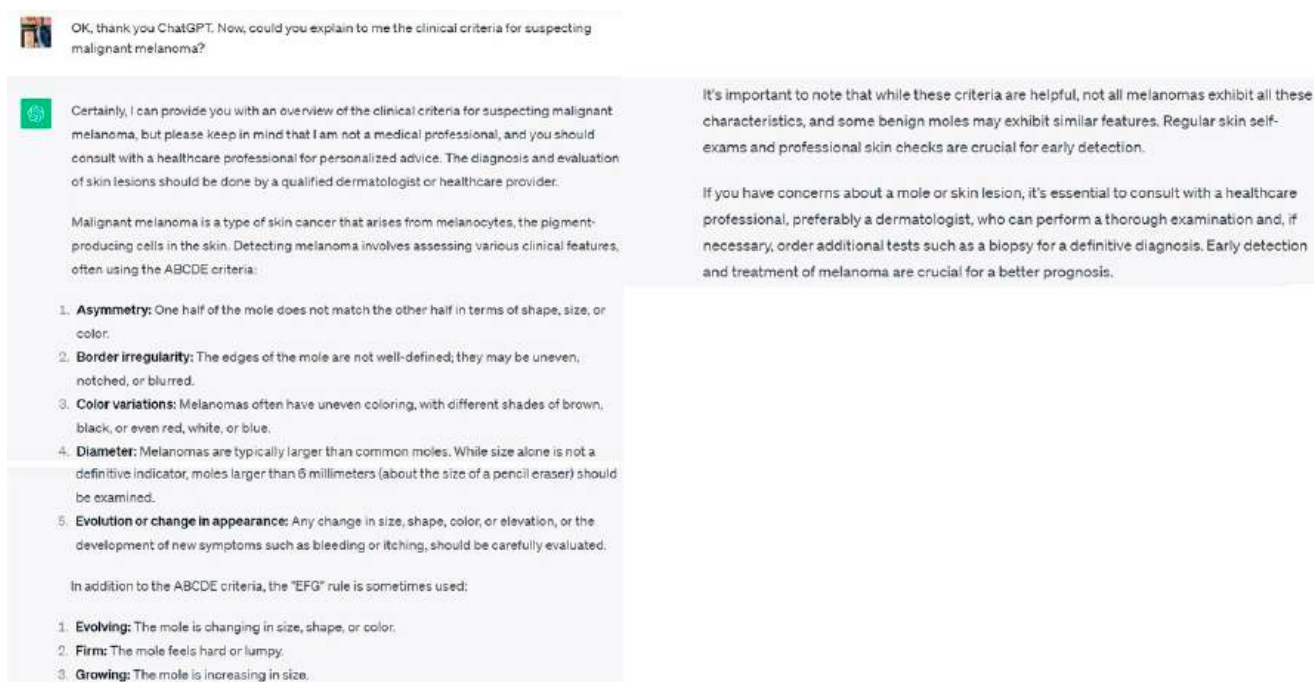 OK, thank you ChatGPT. Now, could you explain to me the clinical criteria for suspecting
malignant melanoma?
Certainly, I can provide you with an overview of the clinical criteria for suspecting malignant
melanoma, but please keep in mind that I am not a medical professional, and you should
consult with a healthcare professional for personalized advice. The diagnosis and evaluation
of skin lesions should be done by a qualified dermatologist or healthcare provider.
Malignant melanoma is a type of skin cancer that arises from melanocytes, the pigment-
producing cells in the skin. Detecting melanoma involves assessing various clinical features,
often using the ABCDE criteria:
1. Asymmetry: One half of the mole does not match the other half in terms of shape, size, or
color.
2. Border irregularity: The edges of the mole are not well-defined; they may be uneven,
notched, or blurred.
3. Color variations: Melanomas often have uneven coloring, with different shades of brown,
black, or even red, white, or blue.
4. Diameter: Melanomas are typically larger than common moles. While size alone is not a
definitive indicator, moles larger than 6 millimeters (about the size of a pencil eraser) should
be examined.
5. Evolution or change in appearance: Any change in size, shape, color, or elevation, or the
development of new symptoms such as bleeding or itching, should be carefully evaluated.
In addition to the ABCDE criteria, the "EFG" rule is sometimes used:
1. Evolving: The mole is changing in size, shape, or color.
2. Firm: The mole feels hard or lumpy.
3. Growing: The mole is increasing in size.
It's important to note that while these criteria are helpful, not all melanomas exhibit all these
characteristics, and some benign moles may exhibit similar features. Regular skin self-
exams and professional skin checks are crucial for early detection.
If you have concerns about a mole or skin lesion, it's essential to consult with a healthcare
professional, preferably a dermatologist, who can perform a thorough examination and, if
necessary, order additional tests such as a biopsy for a definitive diagnosis. Early detection
and treatment of melanoma are crucial for a better prognosis.